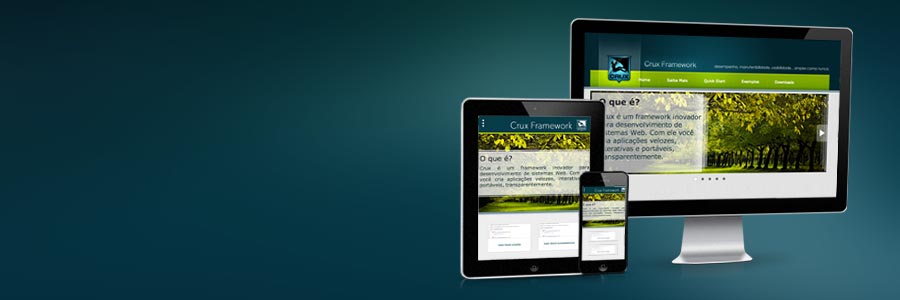 Crux Framework
desempenho, manutenibilidade, usabilidade... simples como nunca.
CRUX
Home Saiba Mais Quick Start Exemplos Downloads
O que é?
Crux é um framework inovador
para desenvolvimento de
sistemas Web. Com ele você
cria aplicações velozes,
interativas e portáveis,
transparentemente.
Crux Framework
O que é?
Crux é um framework inovador para
desenvolvimento de sistemas Web. Com
você cria aplicações velozes, interativas
portáveis, transparentemente.
Crux Framework
O que é?